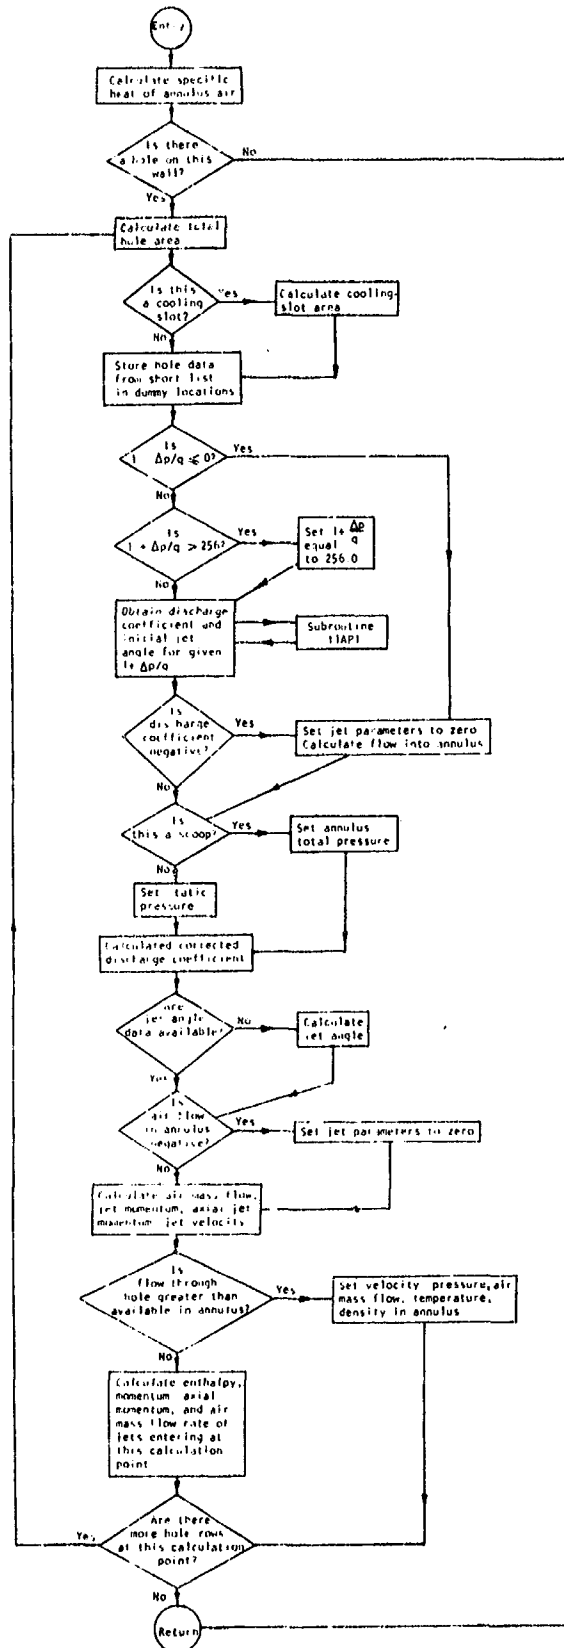 Entry
Calculate specific
heat of annulus air
Is there
a hole on this
wall?
No
Yes
Calculate total
hole area
Is this
a cooling
slot?
Yes
Calculate cooling-
slot area
No
Store hole data
from short list
in dummy locations
Is
1 Δp/q ⩽ 0?
Yes
No
Is
1 + Δp/q > 256?
Yes
Set 1+ Δp/q
equal
to 256.0
No
Obtain discharge
coefficient and
initial jet
angle for given
1+ Δp/q
Subroutine
Is
discharge
coefficient
negative?
Yes
Set jet parameters to zero
Calculate flow into annulus
No
Is
this a scoop?
Yes
Set annulus
total pressure
No
Set static
pressure
Calculated corrected
discharge coefficient
Are
jet angle
data available?
No
Calculate
jet angle
Yes
Is
air flow
in annulus
negative?
Yes
Set jet parameters to zero
No
Calculate air mass flow,
jet momentum, axial jet
momentum jet velocity
Is
flow through
hole greater than
available in annulus?
Yes
Set velocity pressure, air
mass flow, temperature,
density in annulus
No
Calculate enthalpy,
momentum axial
momentum, and air
mass flow rate of
jets entering at
this calculation
point
Are there
more hole rows
at this calculation
point?
Yes
No
Return